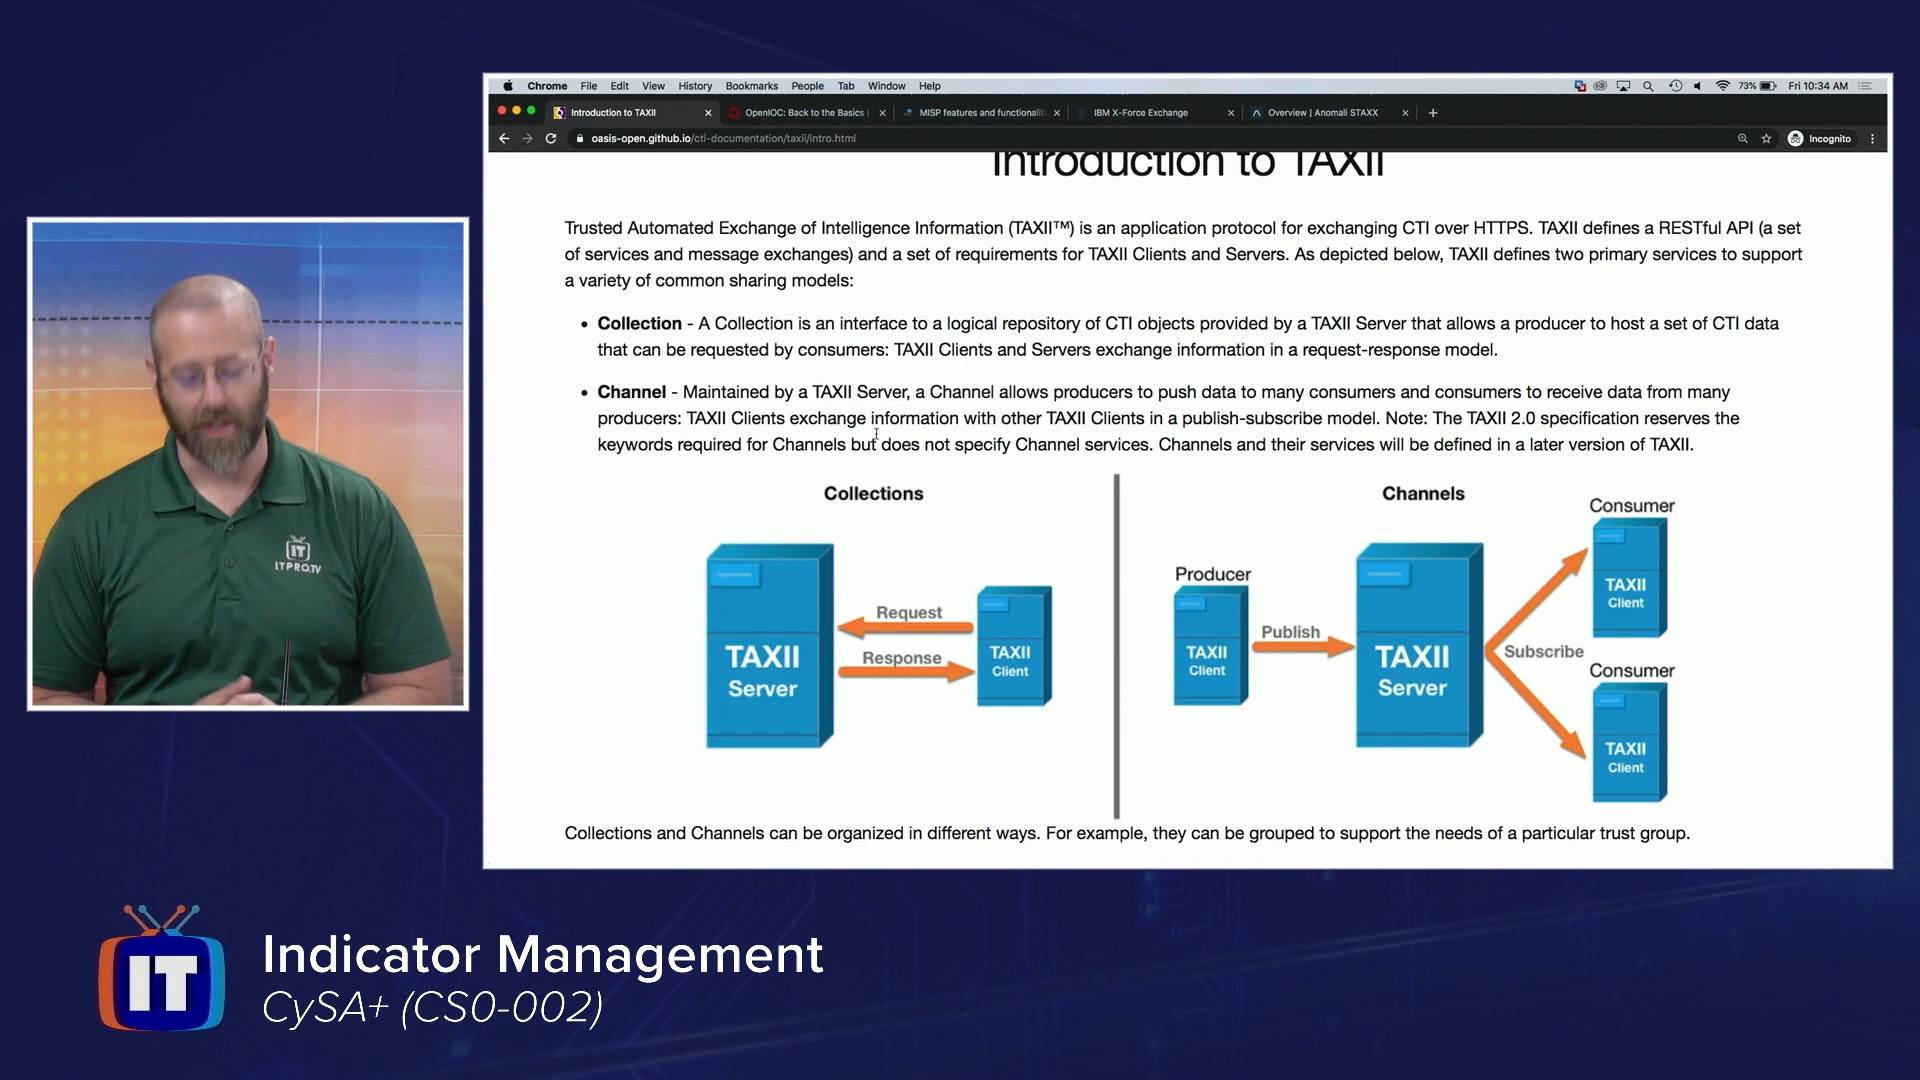 Chrome File Edit View History Bookmarks People Tab Window Help 73% Fri 10:34 AM
Introduction to TAXII OpenIOC: Back to the Basics | MISP features and functionaliti IBM X-Force Exchange Overview | Anomali STAXX
oasis-open.github.io/cti-documentation/taxii/intro.html Incognito
Introduction to TAXII
Trusted Automated Exchange of Intelligence Information (TAXII™) is an application protocol for exchanging CTI over HTTPS. TAXII defines a RESTful API (a set
of services and message exchanges) and a set of requirements for TAXII Clients and Servers. As depicted below, TAXII defines two primary services to support
a variety of common sharing models:
• Collection - A Collection is an interface to a logical repository of CTI objects provided by a TAXII Server that allows a producer to host a set of CTI data
that can be requested by consumers: TAXII Clients and Servers exchange information in a request-response model.
• Channel - Maintained by a TAXII Server, a Channel allows producers to push data to many consumers and consumers to receive data from many
producers: TAXII Clients exchange information with other TAXII Clients in a publish-subscribe model. Note: The TAXII 2.0 specification reserves the
keywords required for Channels but does not specify Channel services. Channels and their services will be defined in a later version of TAXII.
Collections
TAXII
Server
Request
Response
TAXII
Client
Channels
Producer
TAXII
Client
Publish
TAXII
Server
Subscribe
Consumer
TAXII
Client
Consumer
TAXII
Client
Collections and Channels can be organized in different ways. For example, they can be grouped to support the needs of a particular trust group.
IT
ITPRO.TV
IT
Indicator Management
CySA+ (CS0-002)